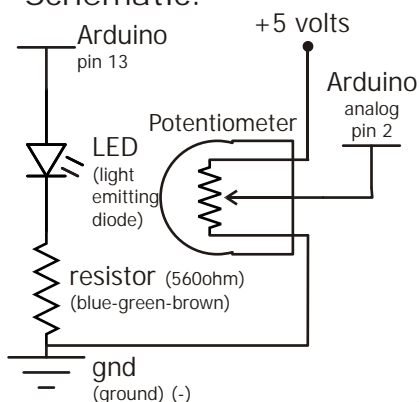 Schematic:
Arduino
pin 13
+5 volts
Arduino
analog
pin 2
Potentiometer
LED
(light
emitting
diode)
resistor (560ohm)
(blue-green-brown)
gnd
(ground) (-)